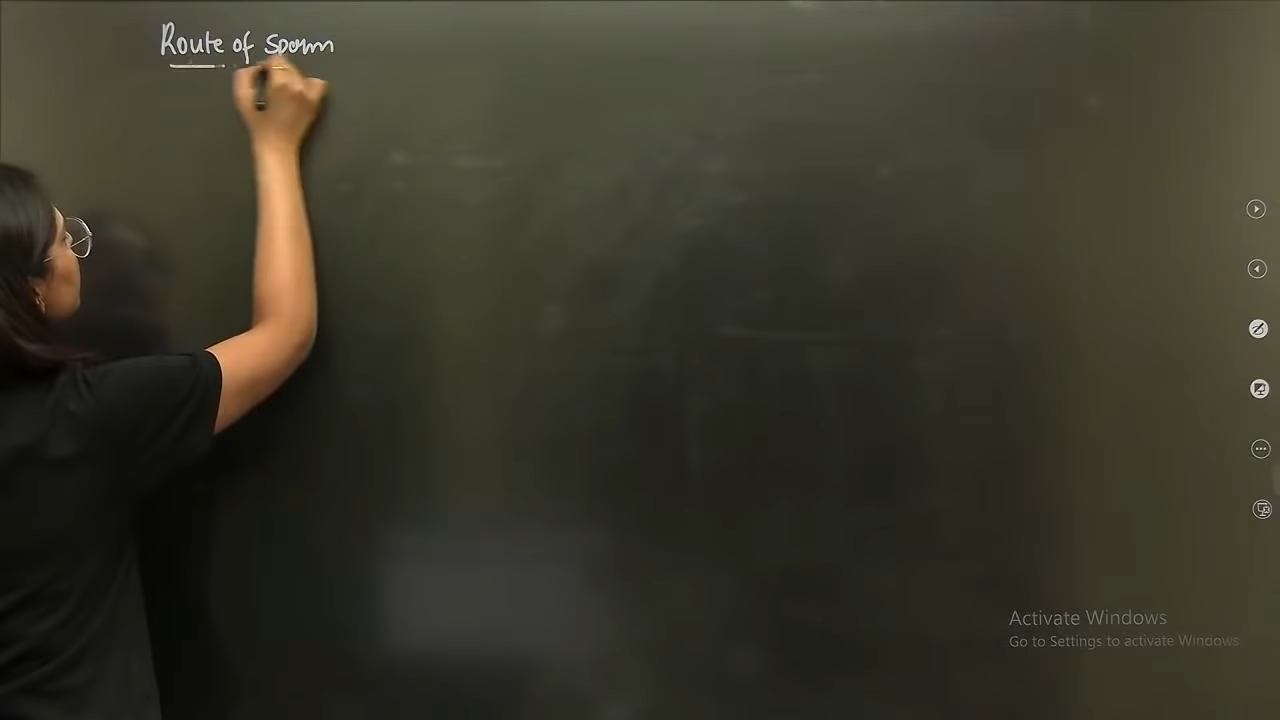 Route of sperm
Activate Windows
Go to Settings to activate Windows